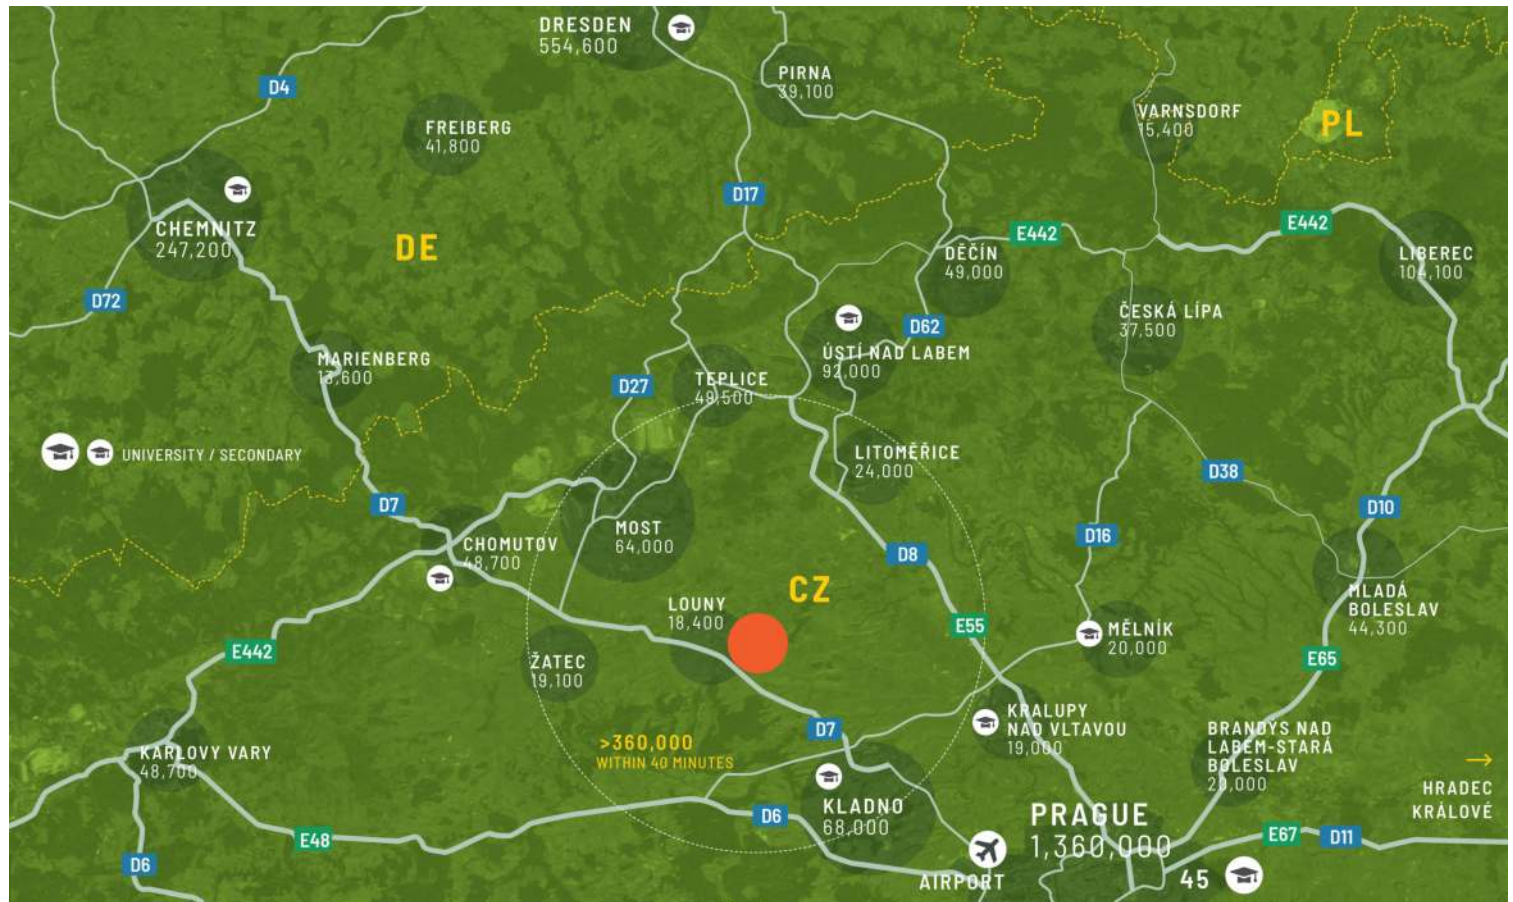 DRESDEN
554,600
PIRNA
39,100
D4
VARNSDORF
15,400
PL
FREIBERG
41,800
D17
CHEMNITZ
247,200
DE
E442
E442
DĚČÍN
49,000
LIBEREC
104,100
D72
ČESKÁ LÍPA
37,500
D62
ÚSTÍ NAD LABEM
92,000
MARIENBERG
13,600
TEPLICE
49,500
D27
UNIVERSITY / SECONDARY
LITOMĚŘICE
24,000
D38
D7
D10
MOST
64,000
D16
CHOMUTOV
48,700
D8
CZ
LOUNY
18,400
MLADÁ
BOLESLAV
44,300
E55
MĚLNÍK
20,000
E442
ŽATEC
19,100
E65
KRALUPY
NAD VLTAVOU
19,000
D7
>360,000
WITHIN 40 MINUTES
KARLOVY VARY
48,700
BRANDYS NAD
LABEM-STARÁ
BOLESLAV
20,000
→
HRADEC
KRÁLOVÉ
KLADNO
68,000
D6
PRAGUE
1,360,000
E48
E67
D11
D6
AIRPORT
45